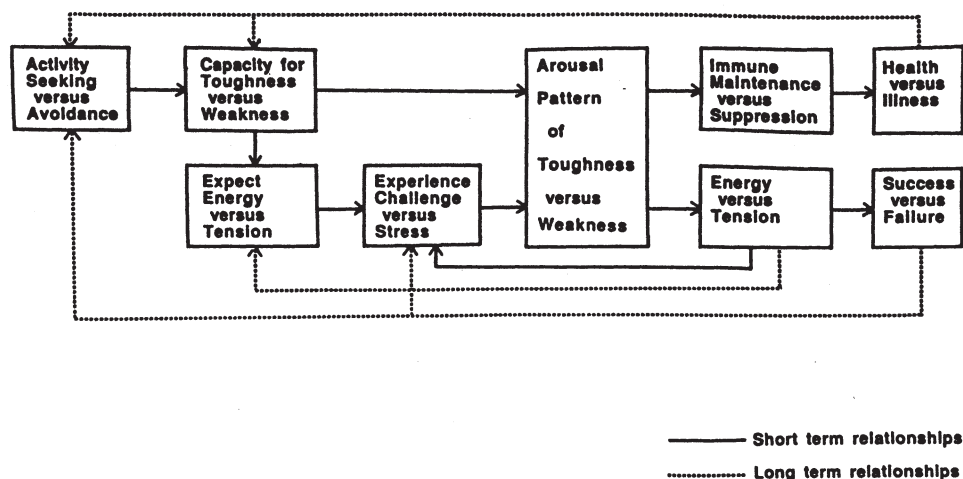 Activity
Seeking
versus
Avoidance
Capacity for
Toughness
versus
Weakness
Arousal
Pattern
of
Toughness
versus
Weakness
Immune
Maintenance
versus
Suppression
Health
versus
Illness
Expect
Energy
versus
Tension
Experience
Challenge
versus
Stress
Energy
versus
Tension
Success
versus
Failure
Short term relationships
Long term relationships